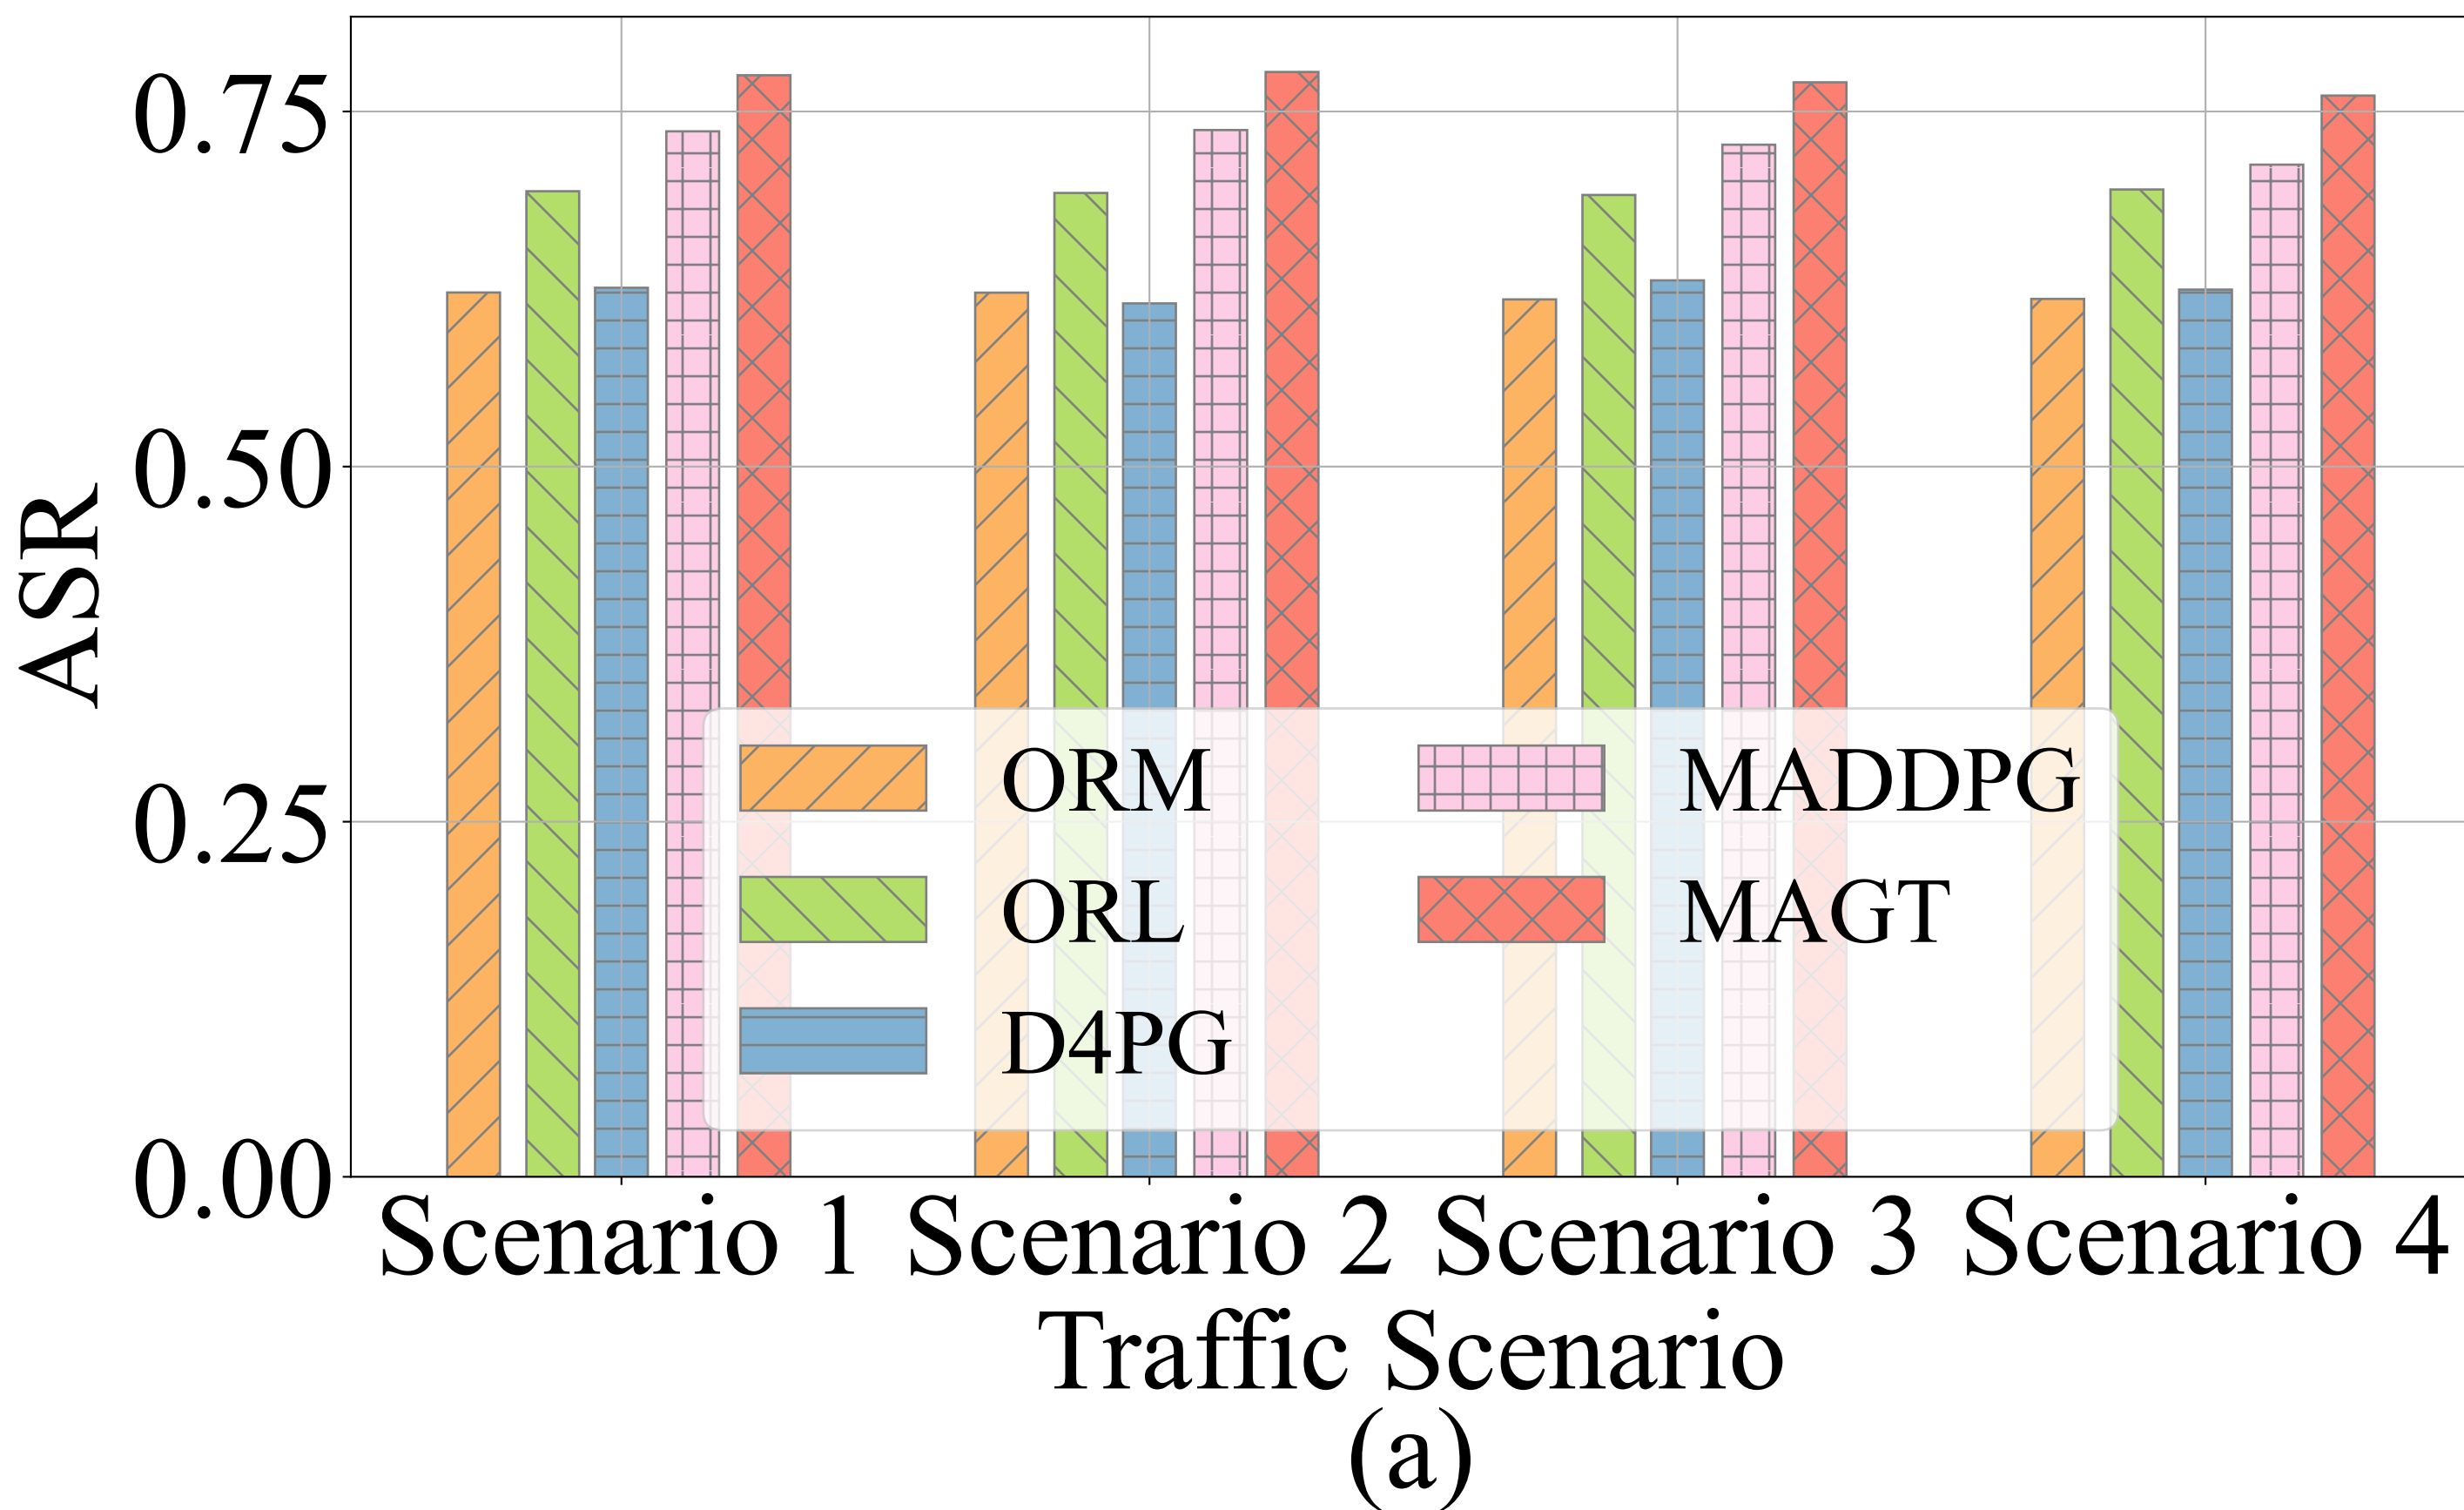 0.75
0.50
0.25
0.00
ASR
ORM
ORL
D4PG
MADDPG
MAGT
Scenario 1 Scenario 2 Scenario 3 Scenario 4
Traffic Scenario
(a)